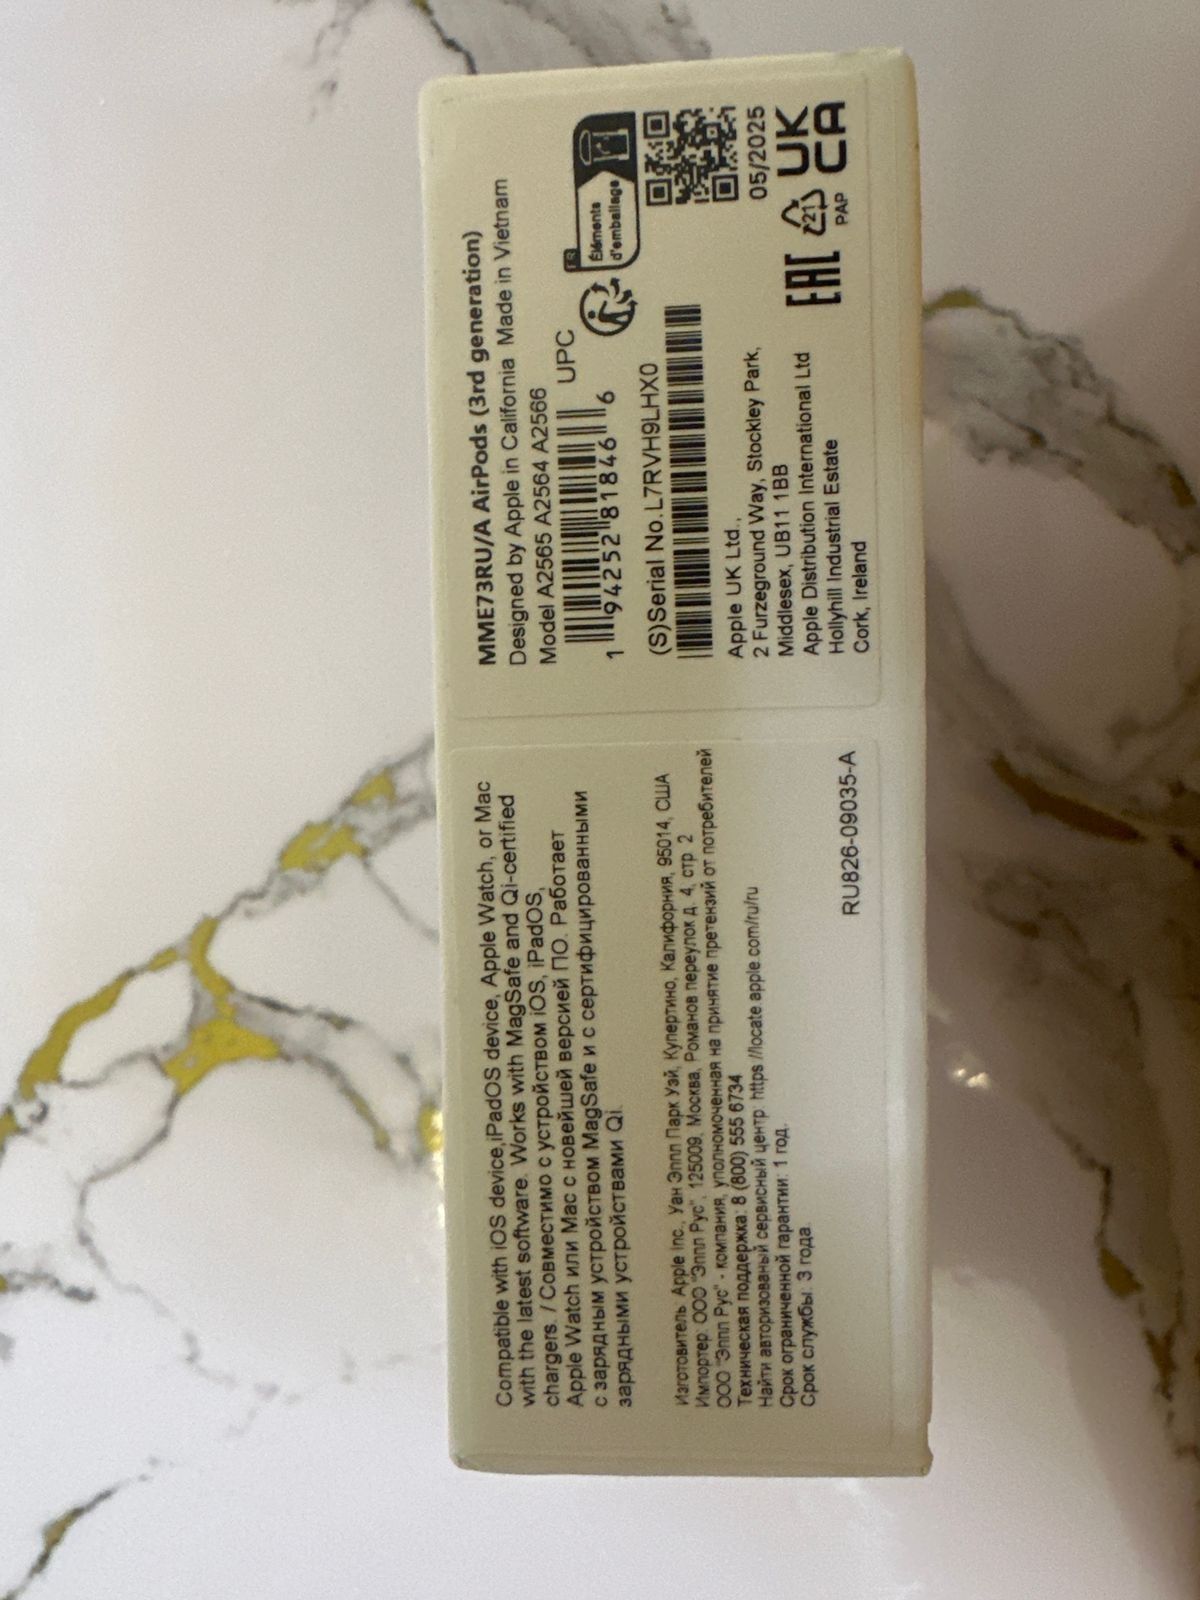 Compatible with iOS device,iPadOS device, Apple Watch, or Mac
with the latest software. Works with MagSafe and Qi-certified
chargers. / Совместимо с устройством iOS, iPadOS,
Apple Watch или Mac с новейшей версией ПО. Работает
с зарядным устройством MagSafe и с сертифицированными
зарядными устройствами Qi.
Изготовитель: Apple Inc., Уан Эппл Парк Уэй, Купертино, Калифорния, 95014, США
Импортер: ООО "Эппл Рус", 125009, Москва, Романов переулок д. 4, стр 2
ООО "Эппл Рус" - компания, уполномоченная на принятие претензий от потребителей
Техническая поддержка: 8 (800) 555 6734
Найти авторизованый сервисный центр: https://locate.apple.com/ru/ru
Срок ограниченной гарантии: 1 год.
Срок службы: 3 года.
RU826-09035-A
MME73RU/A AirPods (3rd generation)
Designed by Apple in California Made in Vietnam
Model A2565 A2564 A2566
UPC
1 94252 81846 6
FR
Éléments
d'emballage
(S)Serial No.L7RVH9LHX0
05/2025
Apple UK Ltd.,
2 Furzeground Way, Stockley Park,
Middlesex, UB11 1BB
Apple Distribution International Ltd
Hollyhill Industrial Estate
Cork, Ireland
EAC
21
PAP
UK
CA